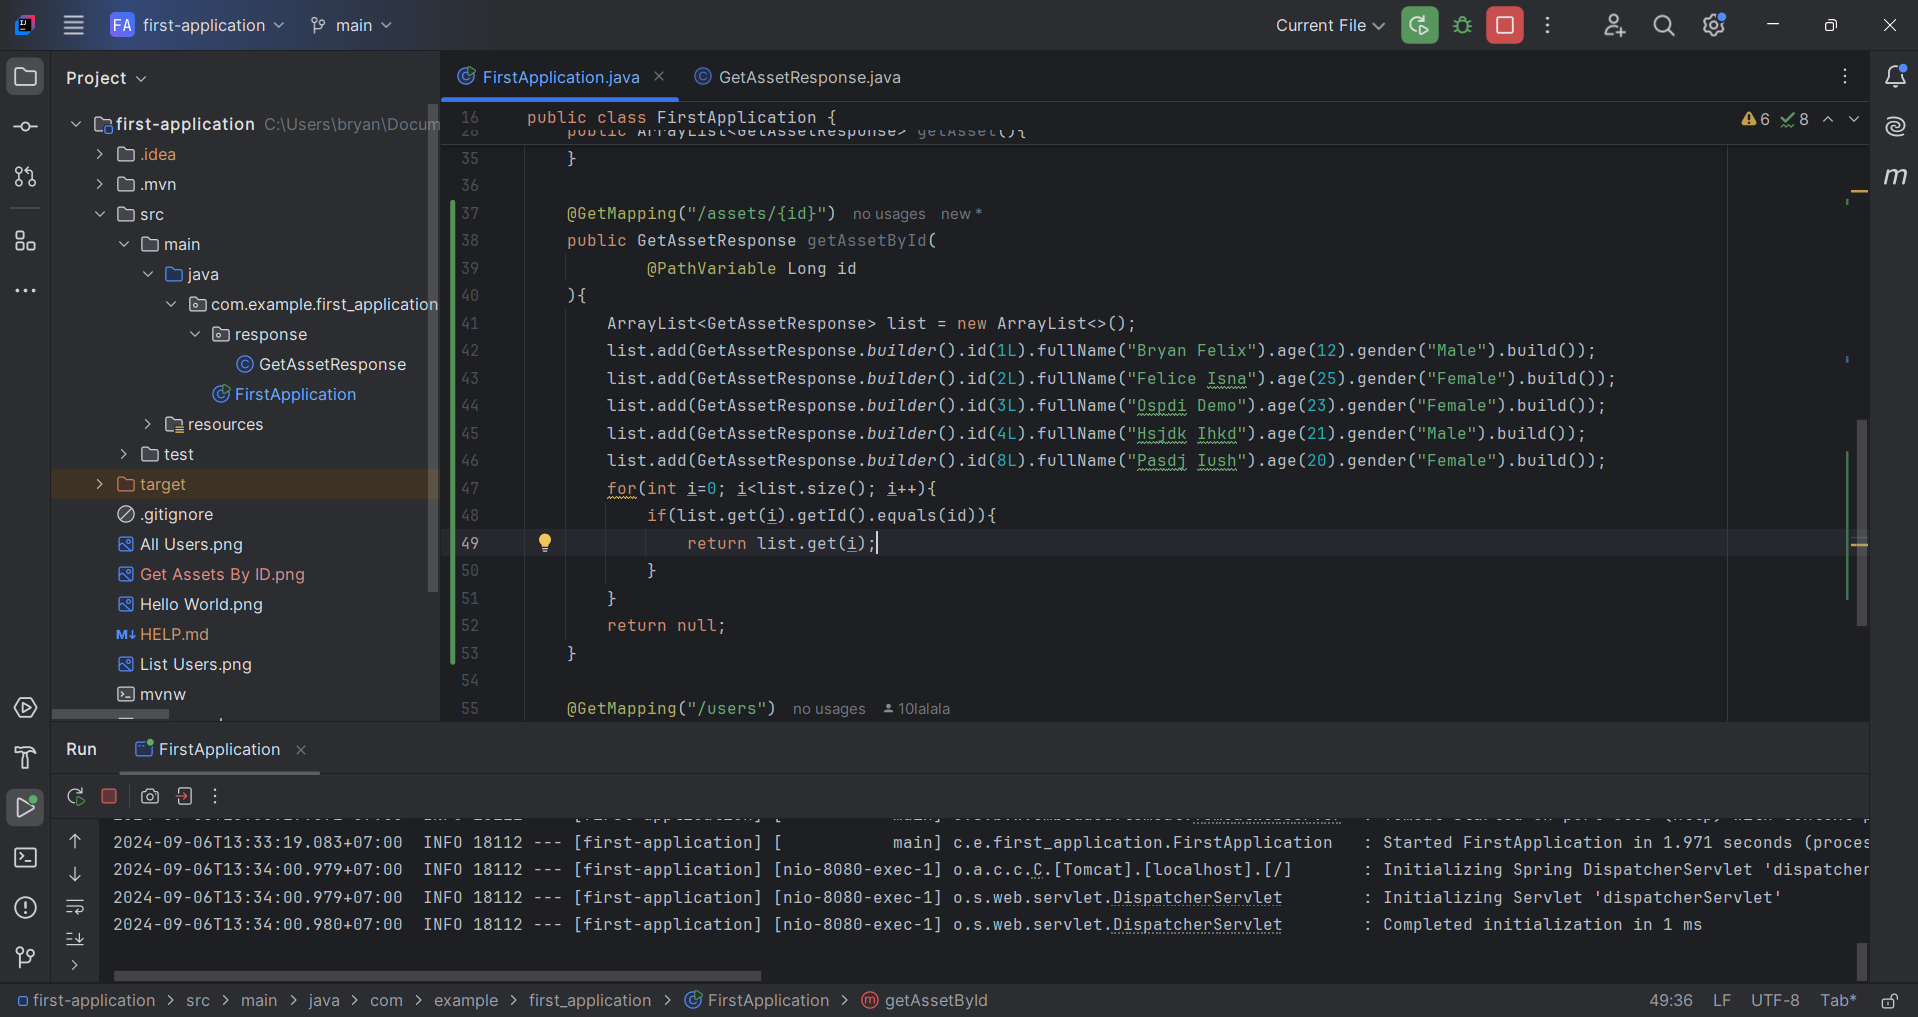 FA first-application main Current File
Project
FirstApplication.java GetAssetResponse.java
first-application C:\Users\bryan\Docum
.idea
.mvn
src
main
java
com.example.first_application
response
GetAssetResponse
FirstApplication
resources
test
target
.gitignore
All Users.png
Get Assets By ID.png
Hello World.png
M↓ HELP.md
List Users.png
mvnw
16 public class FirstApplication { 6 8
public ArrayList<GetAssetResponse> getAsset(){
35 }
36
37 @GetMapping("/assets/{id}") no usages new *
38 public GetAssetResponse getAssetById(
39 @PathVariable Long id
40 ){
41 ArrayList<GetAssetResponse> list = new ArrayList<>();
42 list.add(GetAssetResponse.builder().id(1L).fullName("Bryan Felix").age(12).gender("Male").build());
43 list.add(GetAssetResponse.builder().id(2L).fullName("Felice Isna").age(25).gender("Female").build());
44 list.add(GetAssetResponse.builder().id(3L).fullName("Ospdi Demo").age(23).gender("Female").build());
45 list.add(GetAssetResponse.builder().id(4L).fullName("Hsjdk Ihkd").age(21).gender("Male").build());
46 list.add(GetAssetResponse.builder().id(8L).fullName("Pasdj Iush").age(20).gender("Female").build());
47 for(int i=0; i<list.size(); i++){
48 if(list.get(i).getId().equals(id)){
49 return list.get(i);
50 }
51 }
52 return null;
53 }
54
55 @GetMapping("/users") no usages 10lalala
m
Run FirstApplication
2024-09-06T13:33:19.083+07:00 INFO 18112 --- [first-application] [ main] c.e.first_application.FirstApplication : Started FirstApplication in 1.971 seconds (proces
2024-09-06T13:34:00.979+07:00 INFO 18112 --- [first-application] [nio-8080-exec-1] o.a.c.c.C.[Tomcat].[localhost].[/] : Initializing Spring DispatcherServlet 'dispatcher
2024-09-06T13:34:00.979+07:00 INFO 18112 --- [first-application] [nio-8080-exec-1] o.s.web.servlet.DispatcherServlet : Initializing Servlet 'dispatcherServlet'
2024-09-06T13:34:00.980+07:00 INFO 18112 --- [first-application] [nio-8080-exec-1] o.s.web.servlet.DispatcherServlet : Completed initialization in 1 ms
first-application > src > main > java > com > example > first_application > FirstApplication > getAssetById 49:36 LF UTF-8 Tab*